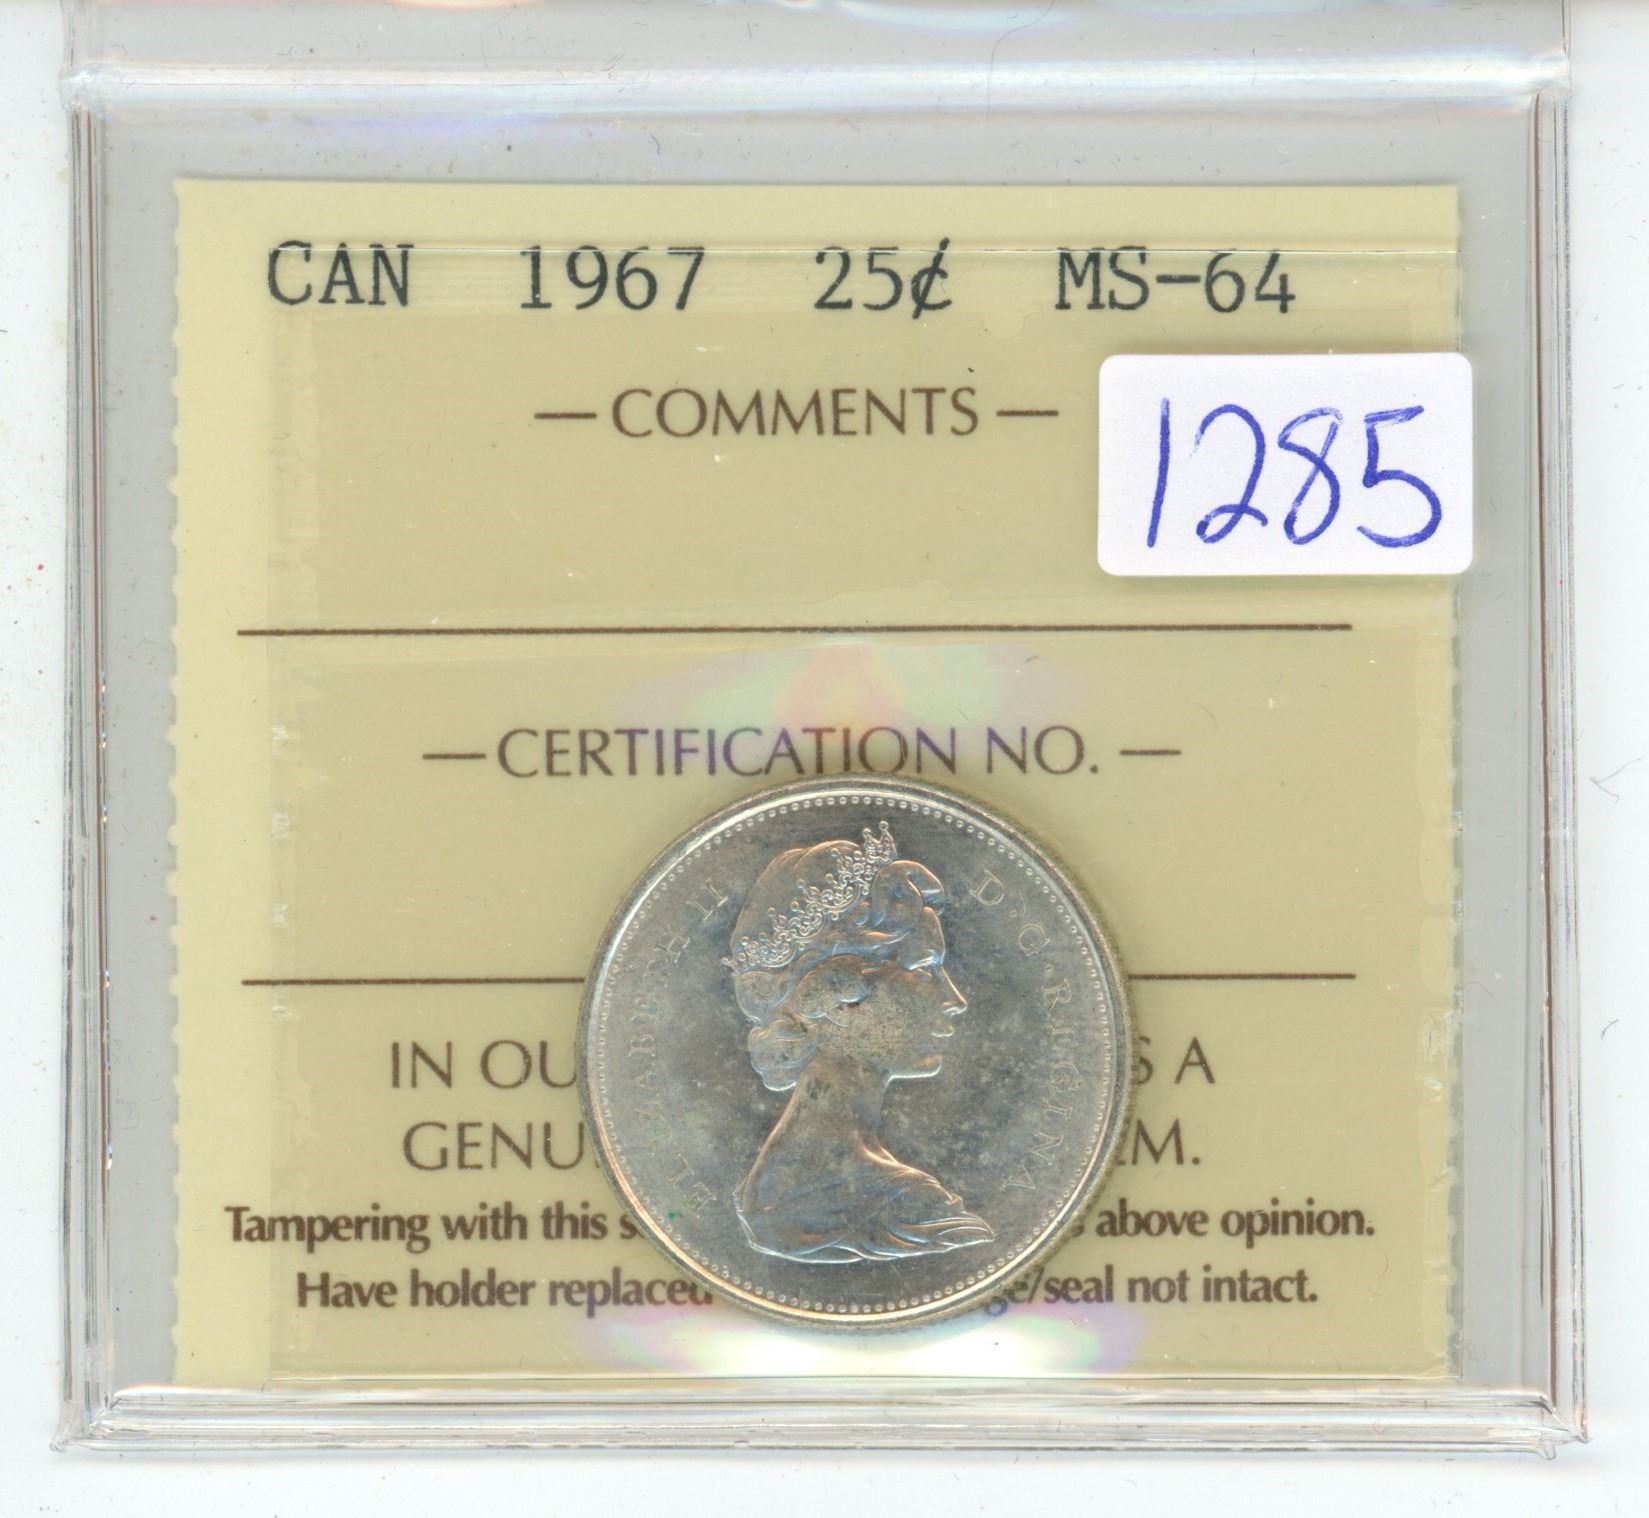 CAN 1967 25¢ MS-64
— COMMENTS —
1285
— CERTIFICATION NO. —
ELIZABETH II D·G·REGINA
IN OU S A
GENU EM.
Tampering with this s s above opinion.
Have holder replaced ge/seal not intact.